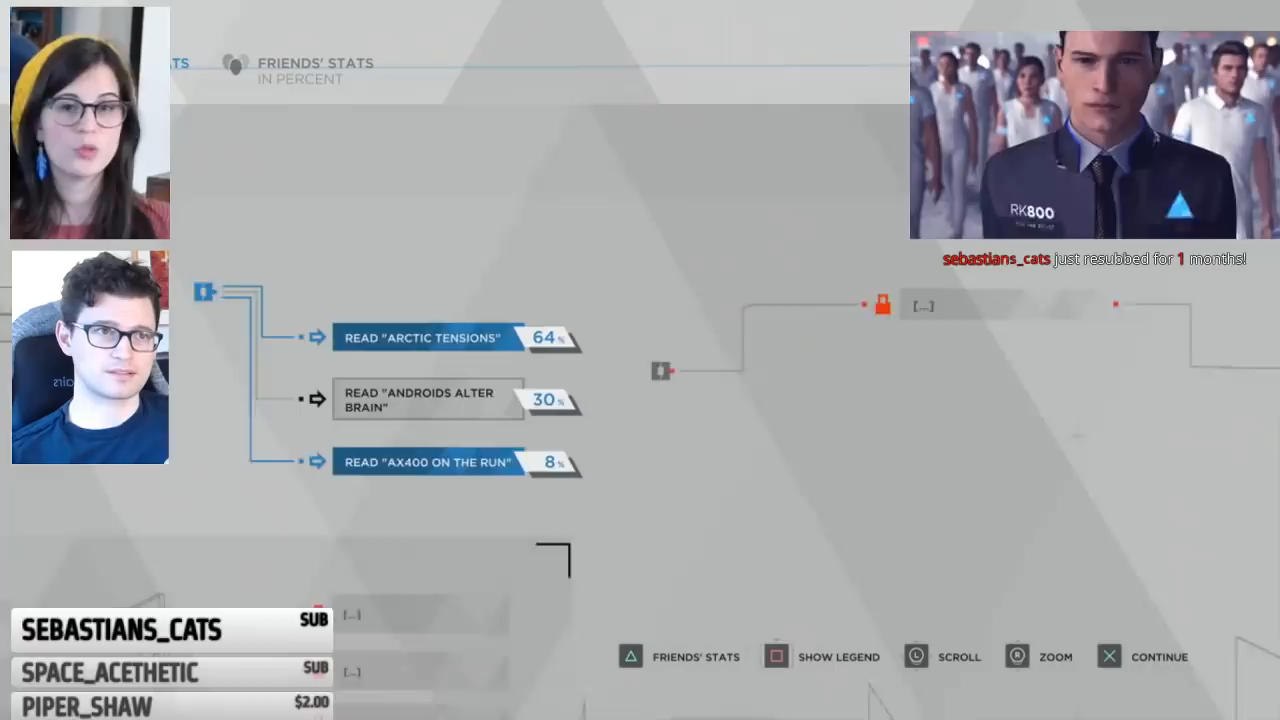 TS
FRIENDS' STATS
IN PERCENT
RK800
sebastians_cats just resubbed for 1 months!
[...]
READ "ARCTIC TENSIONS" 64%
READ "ANDROIDS ALTER
BRAIN" 30%
READ "AX400 ON THE RUN" 8%
[...]
[...]
SEBASTIANS_CATS SUB
SPACE_ACETHETIC SUB
PIPER_SHAW $2.00
FRIENDS' STATS
SHOW LEGEND
L SCROLL
R ZOOM
CONTINUE